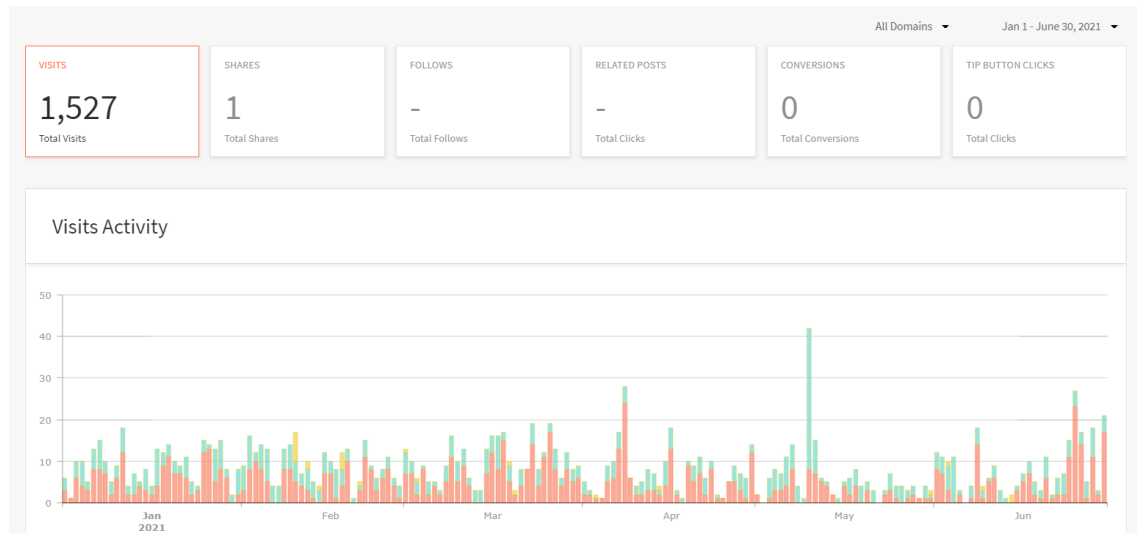 All Domains
Jan 1 - June 30, 2021
VISITS
1,527
Total Visits
SHARES
1
Total Shares
FOLLOWS
-
Total Follows
RELATED POSTS
-
Total Clicks
CONVERSIONS
0
Total Conversions
TIP BUTTON CLICKS
0
Total Clicks
Visits Activity
50
40
30
20
10
0
Jan
2021
Feb
Mar
Apr
May
Jun